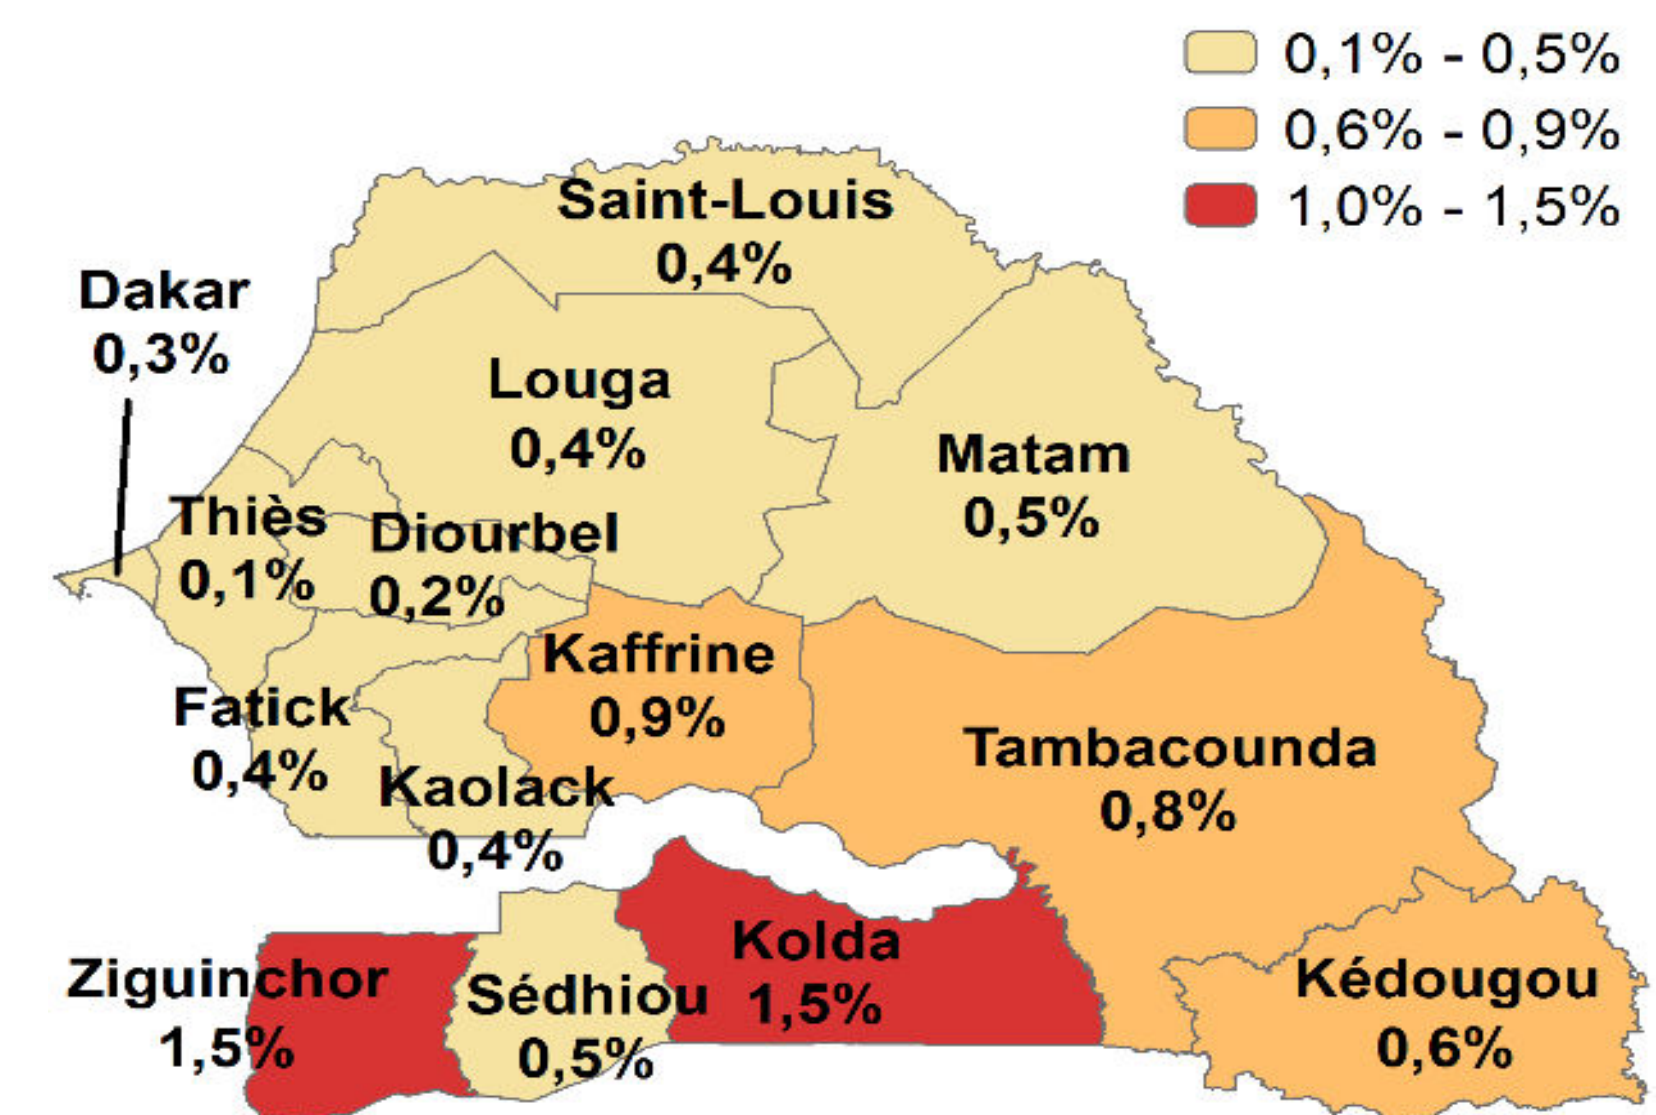 0,1% - 0,5%
0,6% - 0,9%
1,0% - 1,5%
Saint-Louis
0,4%
Dakar
0,3%
Louga
0,4%
Matam
0,5%
Thiès
0,1%
Diourbel
0,2%
Kaffrine
0,9%
Fatick
0,4%
Kaolack
0,4%
Tambacounda
0,8%
Ziguinchor
1,5%
Sédhiou
0,5%
Kolda
1,5%
Kédougou
0,6%